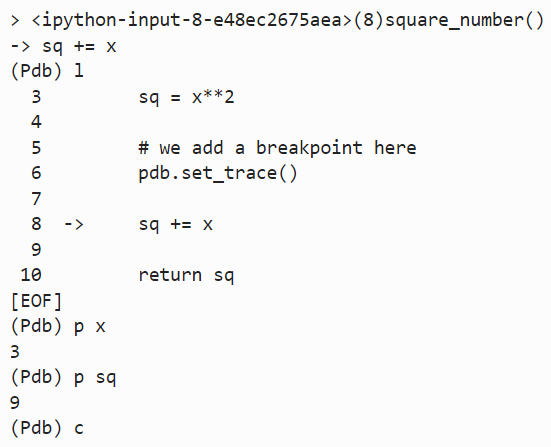 > <ipython-input-8-e48ec2675aea>(8)square_number()
-> sq += x
(Pdb) l
  3         sq = x**2
  4
  5         # we add a breakpoint here
  6         pdb.set_trace()
  7
  8  ->     sq += x
  9
 10         return sq
[EOF]
(Pdb) p x
3
(Pdb) p sq
9
(Pdb) c